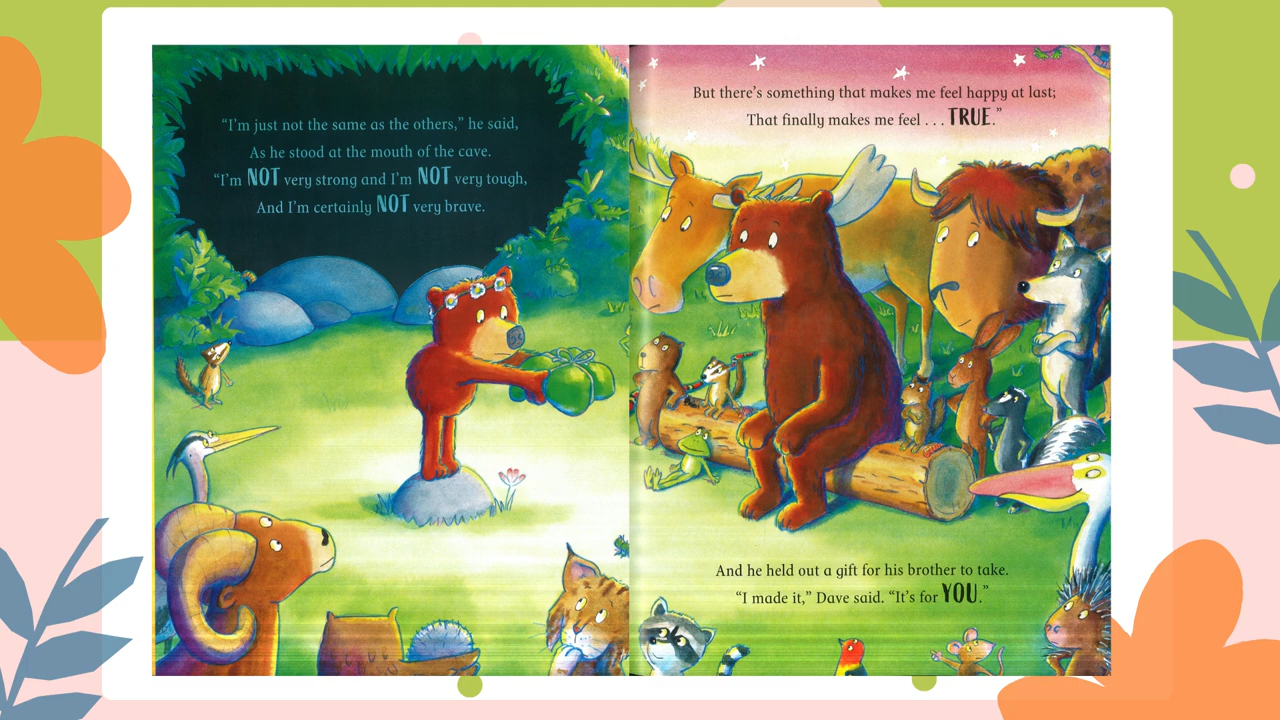 “I’m just not the same as the others,” he said,
As he stood at the mouth of the cave.
“I’m NOT very strong and I’m NOT very tough,
And I’m certainly NOT very brave.
But there’s something that makes me feel happy at last;
That finally makes me feel . . . TRUE.”
And he held out a gift for his brother to take.
“I made it,” Dave said. “It’s for YOU.”